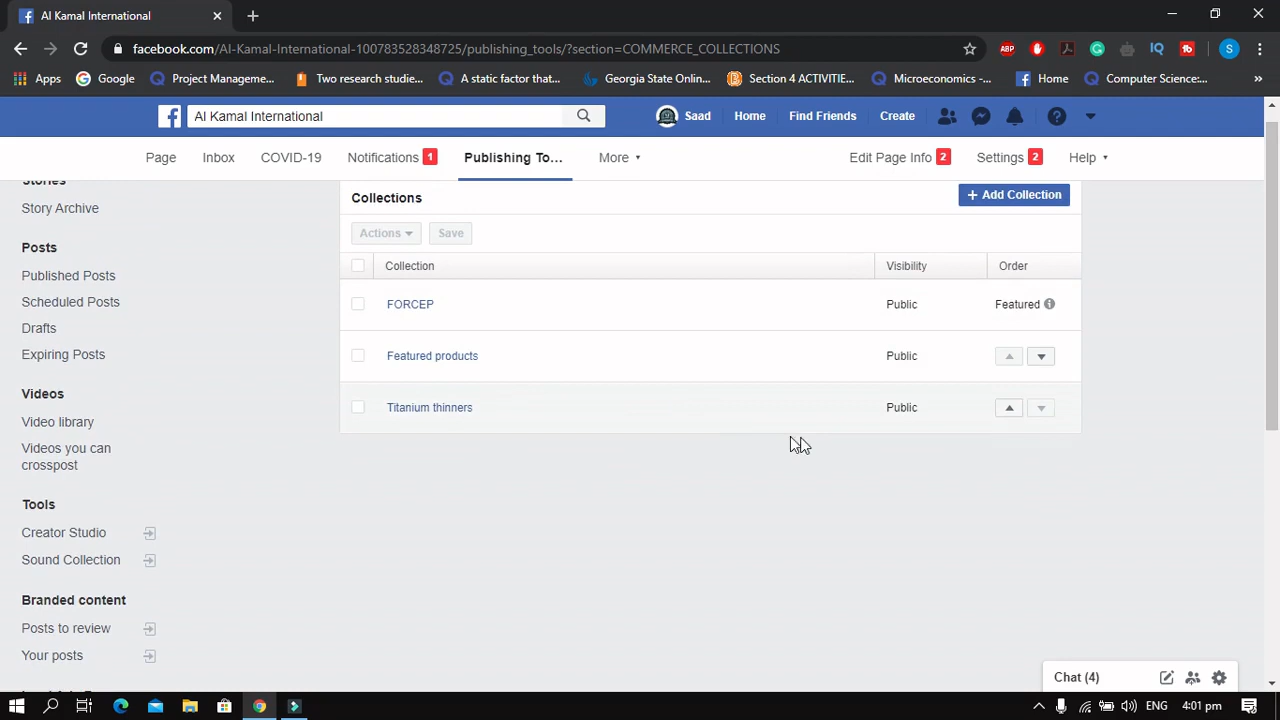 Al Kamal International
facebook.com/Al-Kamal-International-100783528348725/publishing_tools/?section=COMMERCE_COLLECTIONS
ABP
S
Apps Google Project Manageme... Two research studie... A static factor that... Georgia State Onlin... Section 4 ACTIVITIE... Microeconomics -... Home Computer Science:... »
Al Kamal International Saad Home Find Friends Create
Page Inbox COVID-19 Notifications 1 Publishing To... More Edit Page Info 2 Settings 2 Help
Stories
Story Archive
Posts
Published Posts
Scheduled Posts
Drafts
Expiring Posts
Videos
Video library
Videos you can
crosspost
Tools
Creator Studio
Sound Collection
Branded content
Posts to review
Your posts
Collections + Add Collection
Actions Save
Collection Visibility Order
FORCEP Public Featured
Featured products Public
Titanium thinners Public
Chat (4)
ENG 4:01 pm